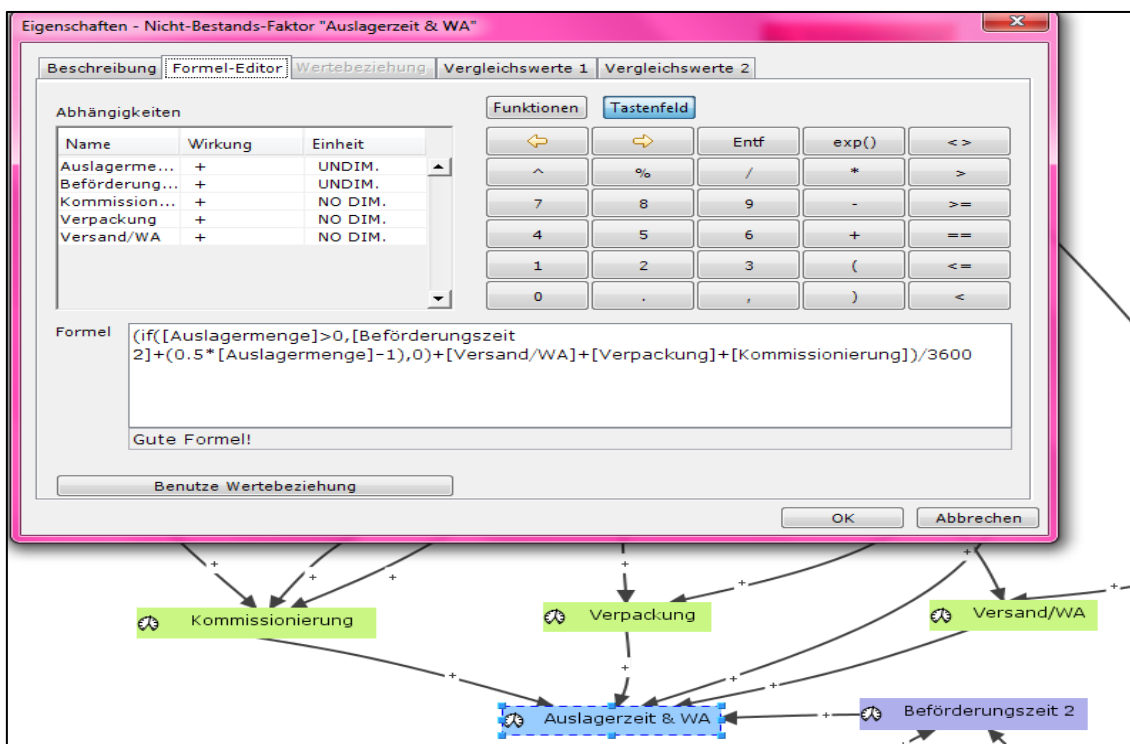 Eigenschaften - Nicht-Bestands-Faktor "Auslagerzeit & WA"
x
Beschreibung Formel-Editor Wertebeziehung Vergleichswerte 1 Vergleichswerte 2
Abhängigkeiten
Funktionen Tastenfeld
Name Wirkung Einheit
Auslagerme... + UNDIM.
Beförderung... + UNDIM.
Kommission... + NO DIM.
Verpackung + NO DIM.
Versand/WA + NO DIM.
Entf exp() < >
^ % / * >
7 8 9 - >=
4 5 6 + ==
1 2 3 ( <=
0 . , ) <
Formel
(if([Auslagermenge]>0,[Beförderungszeit
2]+(0.5*[Auslagermenge]-1),0)+[Versand/WA]+[Verpackung]+[Kommissionierung])/3600
Gute Formel!
Benutze Wertebeziehung
OK Abbrechen
+ + + + + + +
Kommissionierung
Verpackung
Versand/WA
+ + + +
Auslagerzeit & WA
+
Beförderungszeit 2